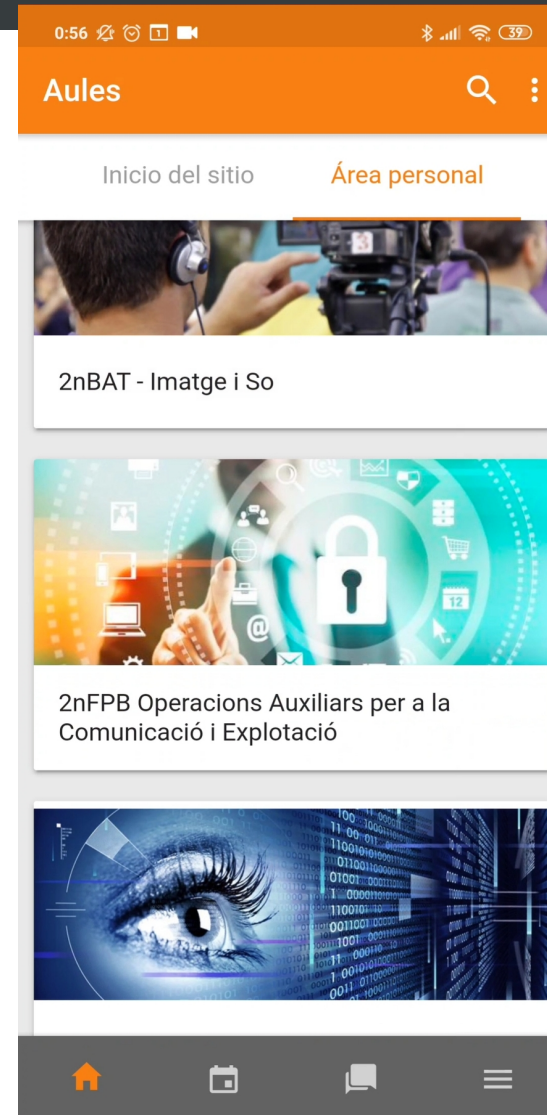 0:56
39
Aules
Inicio del sitio
Área personal
2nBAT - Imatge i So
12
@
2nFPB Operacions Auxiliars per a la
Comunicació i Explotació